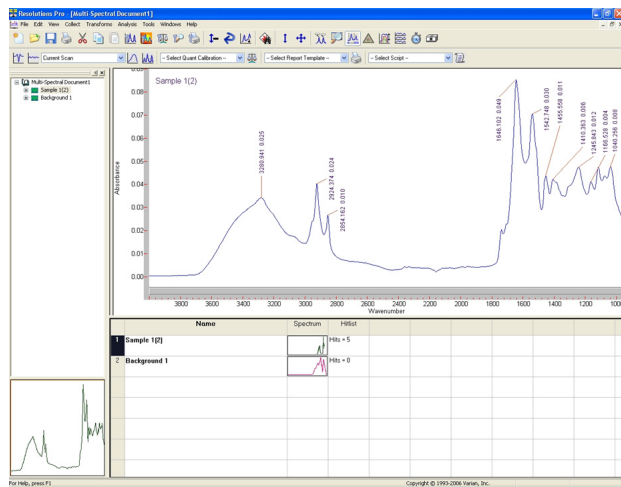 Resolutions Pro - [Multi-Spectral Document1]
File Edit View Collect Transforms Analysis Tools Windows Help
Current Scan
-- Select Quant Calibration --
-- Select Report Template --
-- Select Script --
Multi-Spectral Document1
Sample 1(2)
Background 1
Sample 1(2)
Absorbance
0.09
0.08
0.07
0.06
0.05
0.04
0.03
0.02
0.01
0.00
3280.941 0.025
2924.374 0.024
2854.162 0.010
1646.102 0.049
1542.748 0.030
1455.558 0.011
1410.363 0.006
1245.843 0.012
1166.528 0.004
1040.256 0.008
3800 3600 3400 3200 3000 2800 2600 2400 2200 2000 1800 1600 1400 1200 1000
Wavenumber
Name Spectrum Hitlist
1 Sample 1(2) Hits = 5
2 Background 1 Hits = 0
For Help, press F1
Copyright © 1993-2006 Varian, Inc.